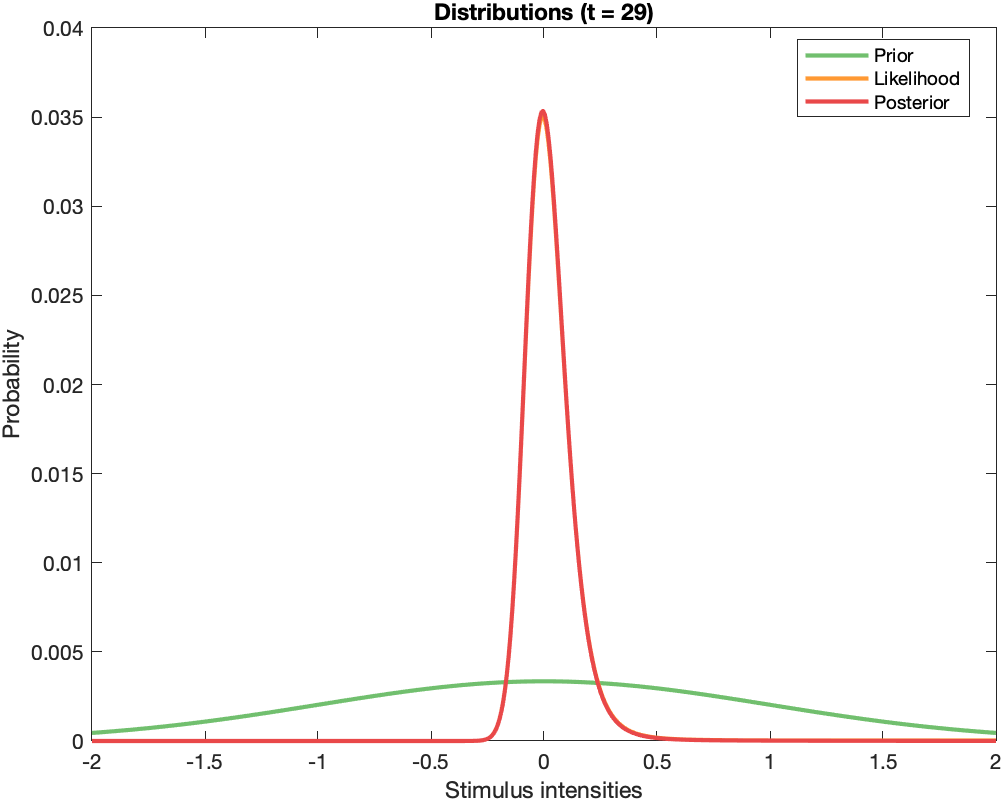 Distributions (t = 29)
0.04
0.035
0.03
0.025
0.02
0.015
0.01
0.005
0
Probability
Prior
Likelihood
Posterior
-2 -1.5 -1 -0.5 0 0.5 1 1.5 2
Stimulus intensities